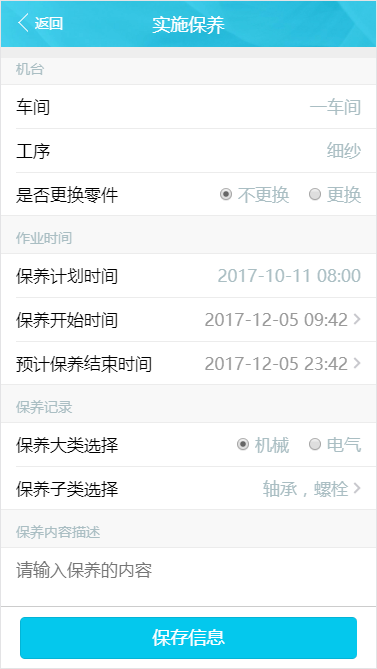 返回 实施保养
机台
车间 一车间
工序 细纱
是否更换零件 不更换 更换
作业时间
保养计划时间 2017-10-11 08:00
保养开始时间 2017-12-05 09:42
预计保养结束时间 2017-12-05 23:42
保养记录
保养大类选择 机械 电气
保养子类选择 轴承，螺栓
保养内容描述
请输入保养的内容
保存信息